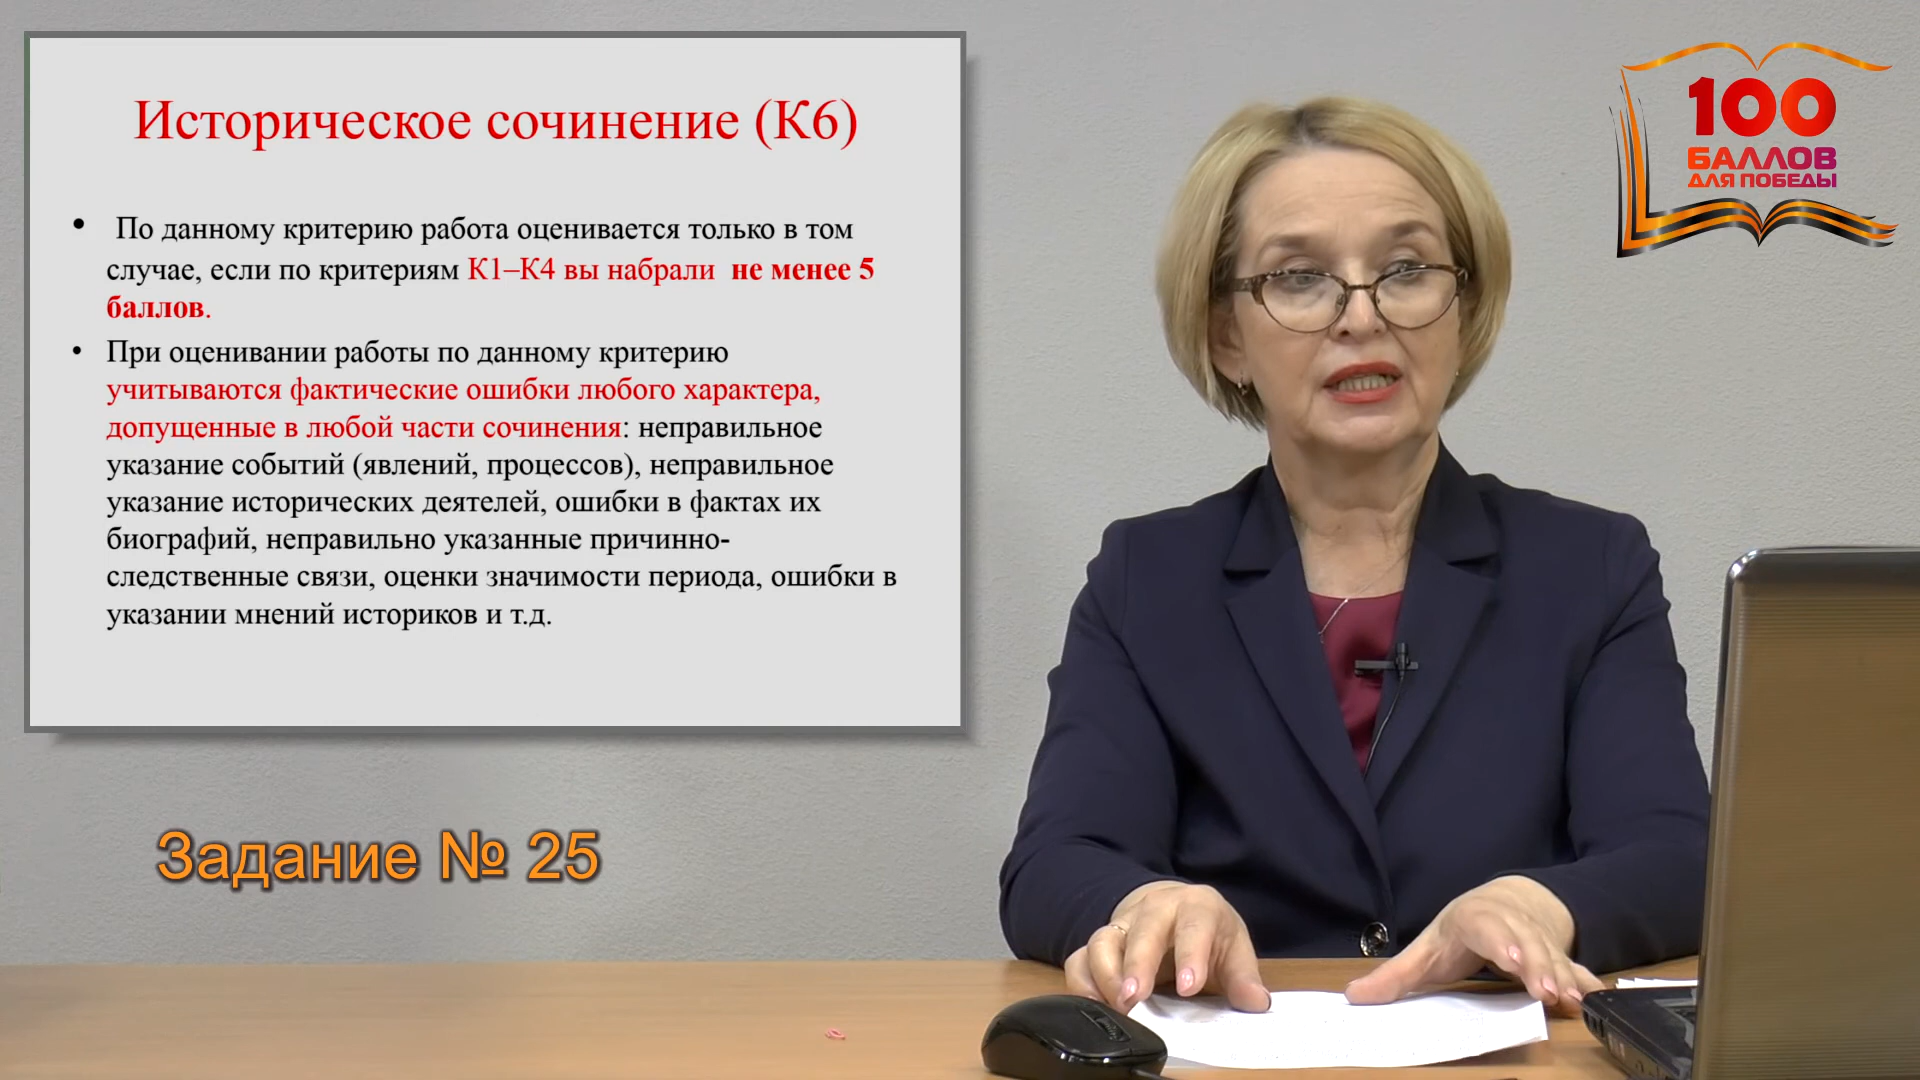 Историческое сочинение (К6)
• По данному критерию работа оценивается только в том
случае, если по критериям К1–К4 вы набрали не менее 5
баллов.
• При оценивании работы по данному критерию
учитываются фактические ошибки любого характера,
допущенные в любой части сочинения: неправильное
указание событий (явлений, процессов), неправильное
указание исторических деятелей, ошибки в фактах их
биографий, неправильно указанные причинно-
следственные связи, оценки значимости периода, ошибки в
указании мнений историков и т.д.
Задание № 25
100
БАЛЛОВ
ДЛЯ ПОБЕДЫ